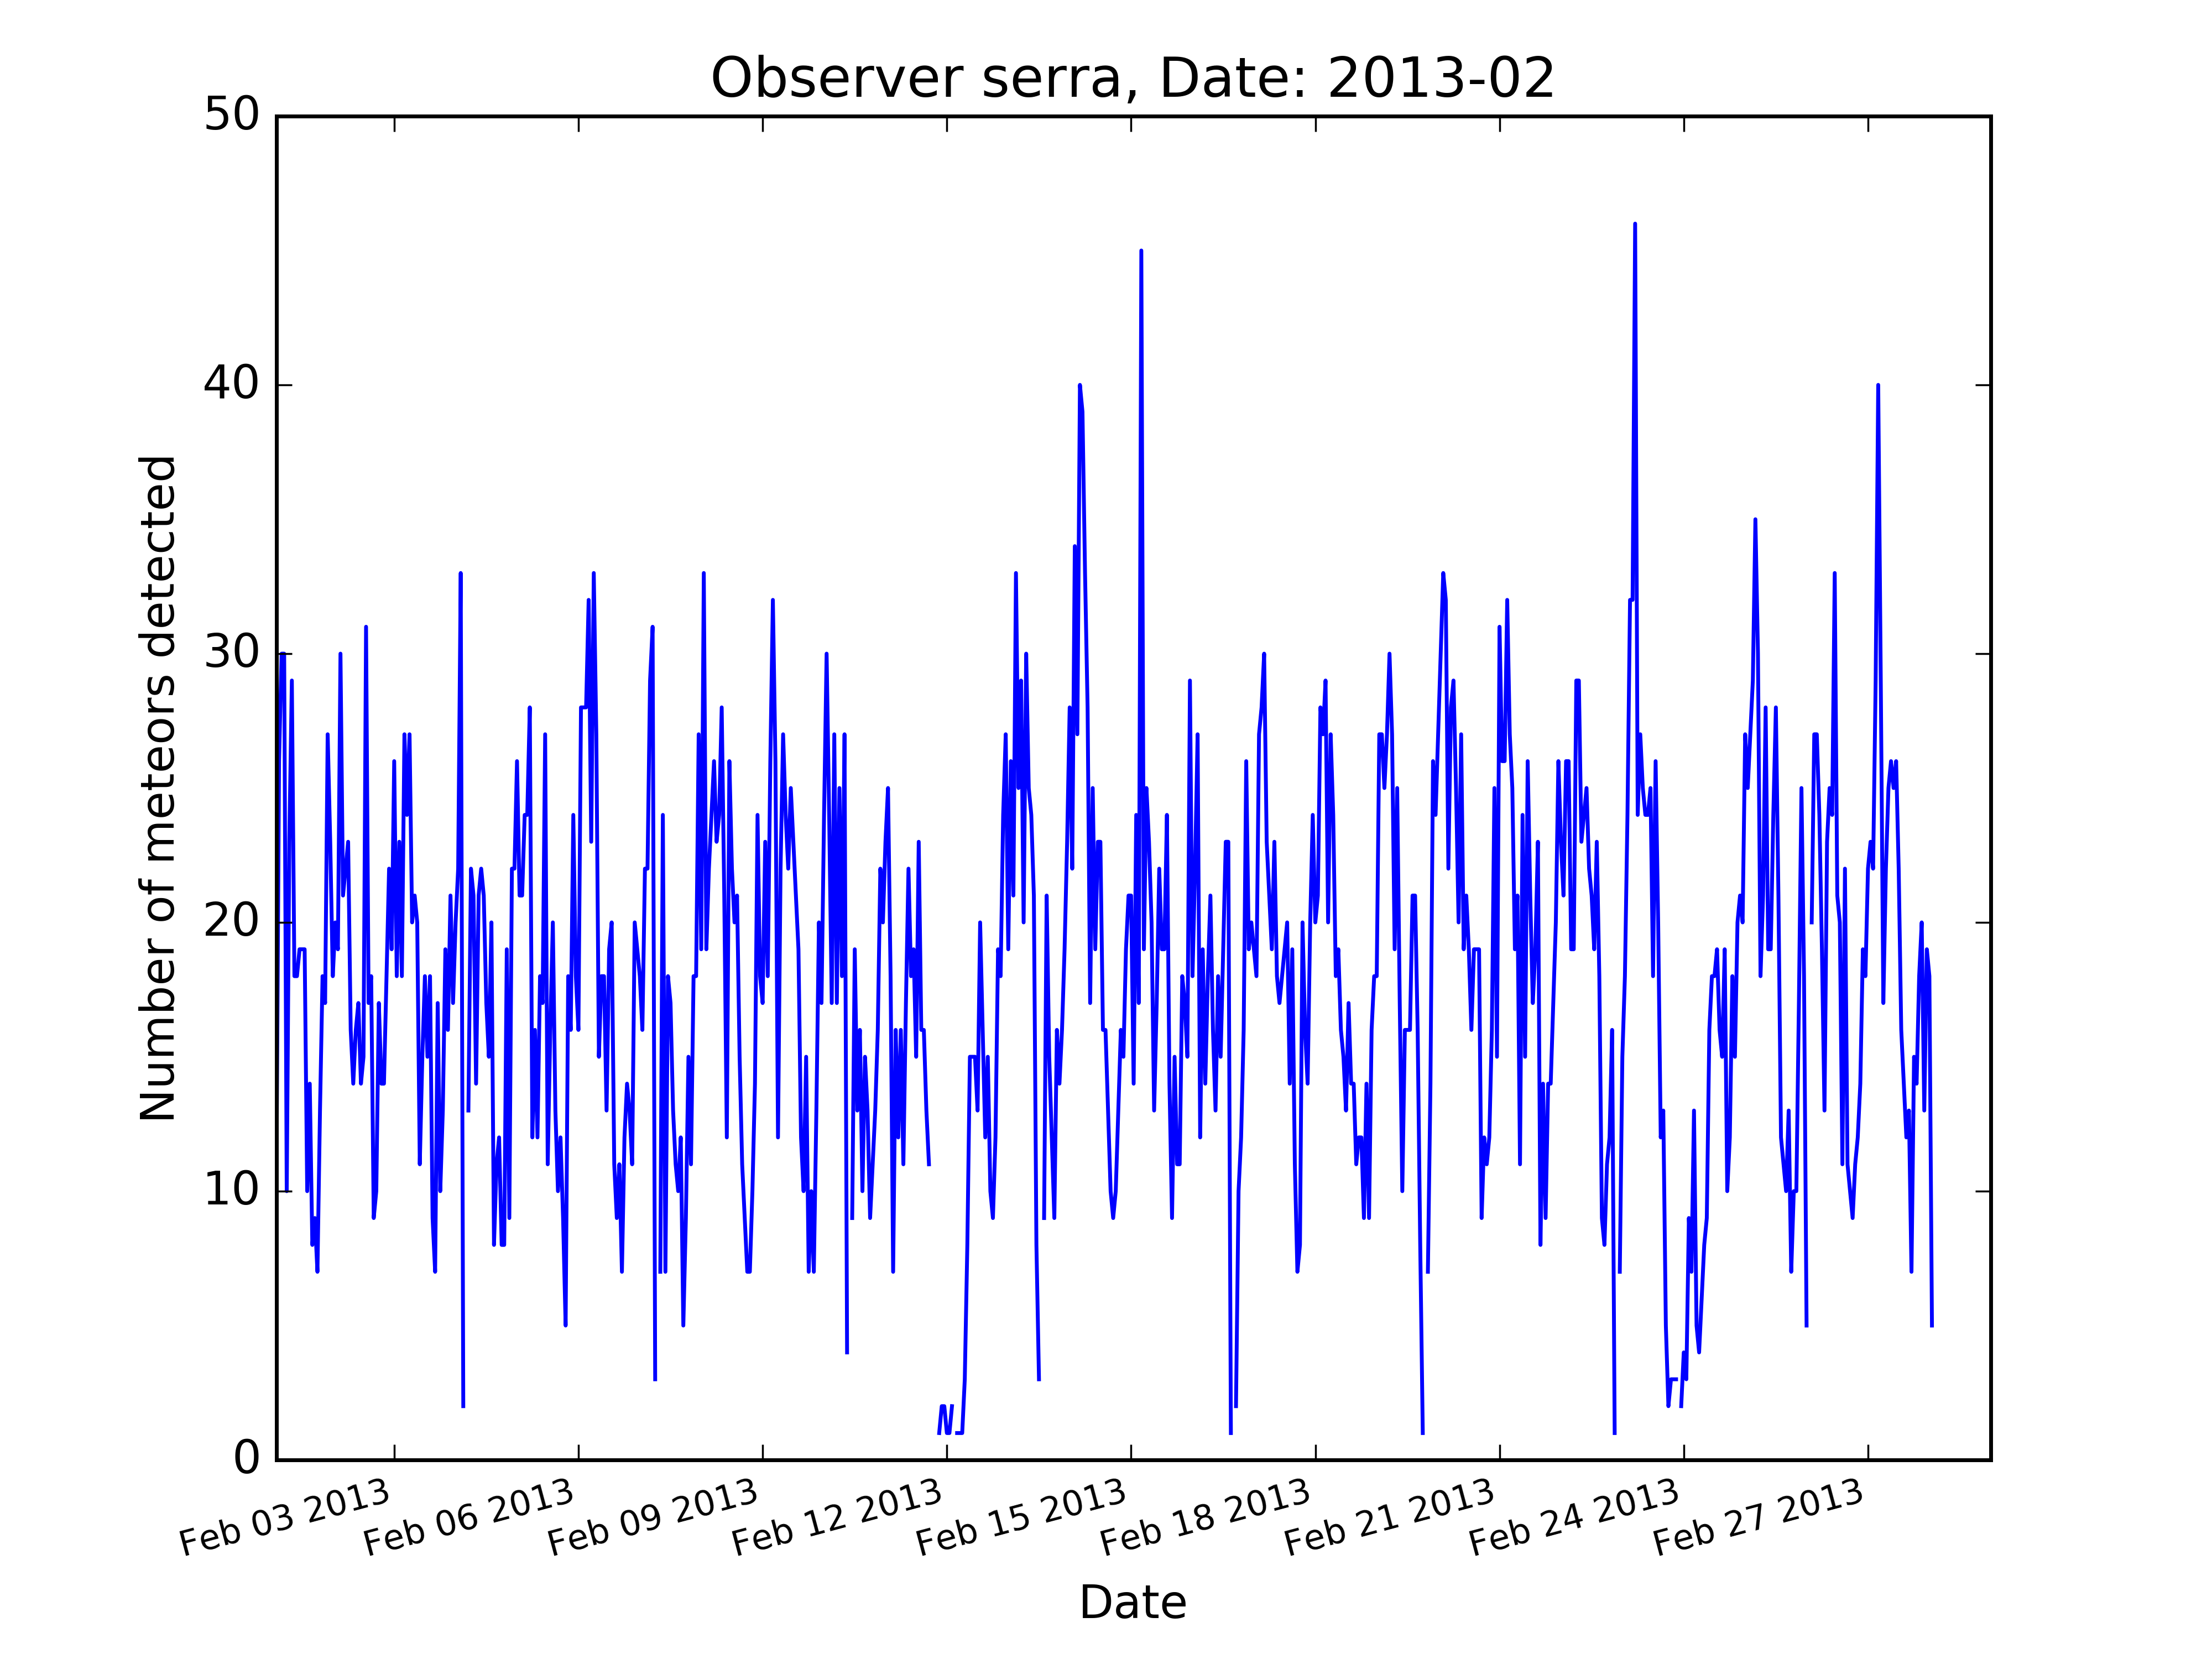 Observer serra, Date: 2013-02
50
40
30
20
10
0
Number of meteors detected
Feb 03 2013
Feb 06 2013
Feb 09 2013
Feb 12 2013
Feb 15 2013
Feb 18 2013
Feb 21 2013
Feb 24 2013
Feb 27 2013
Date